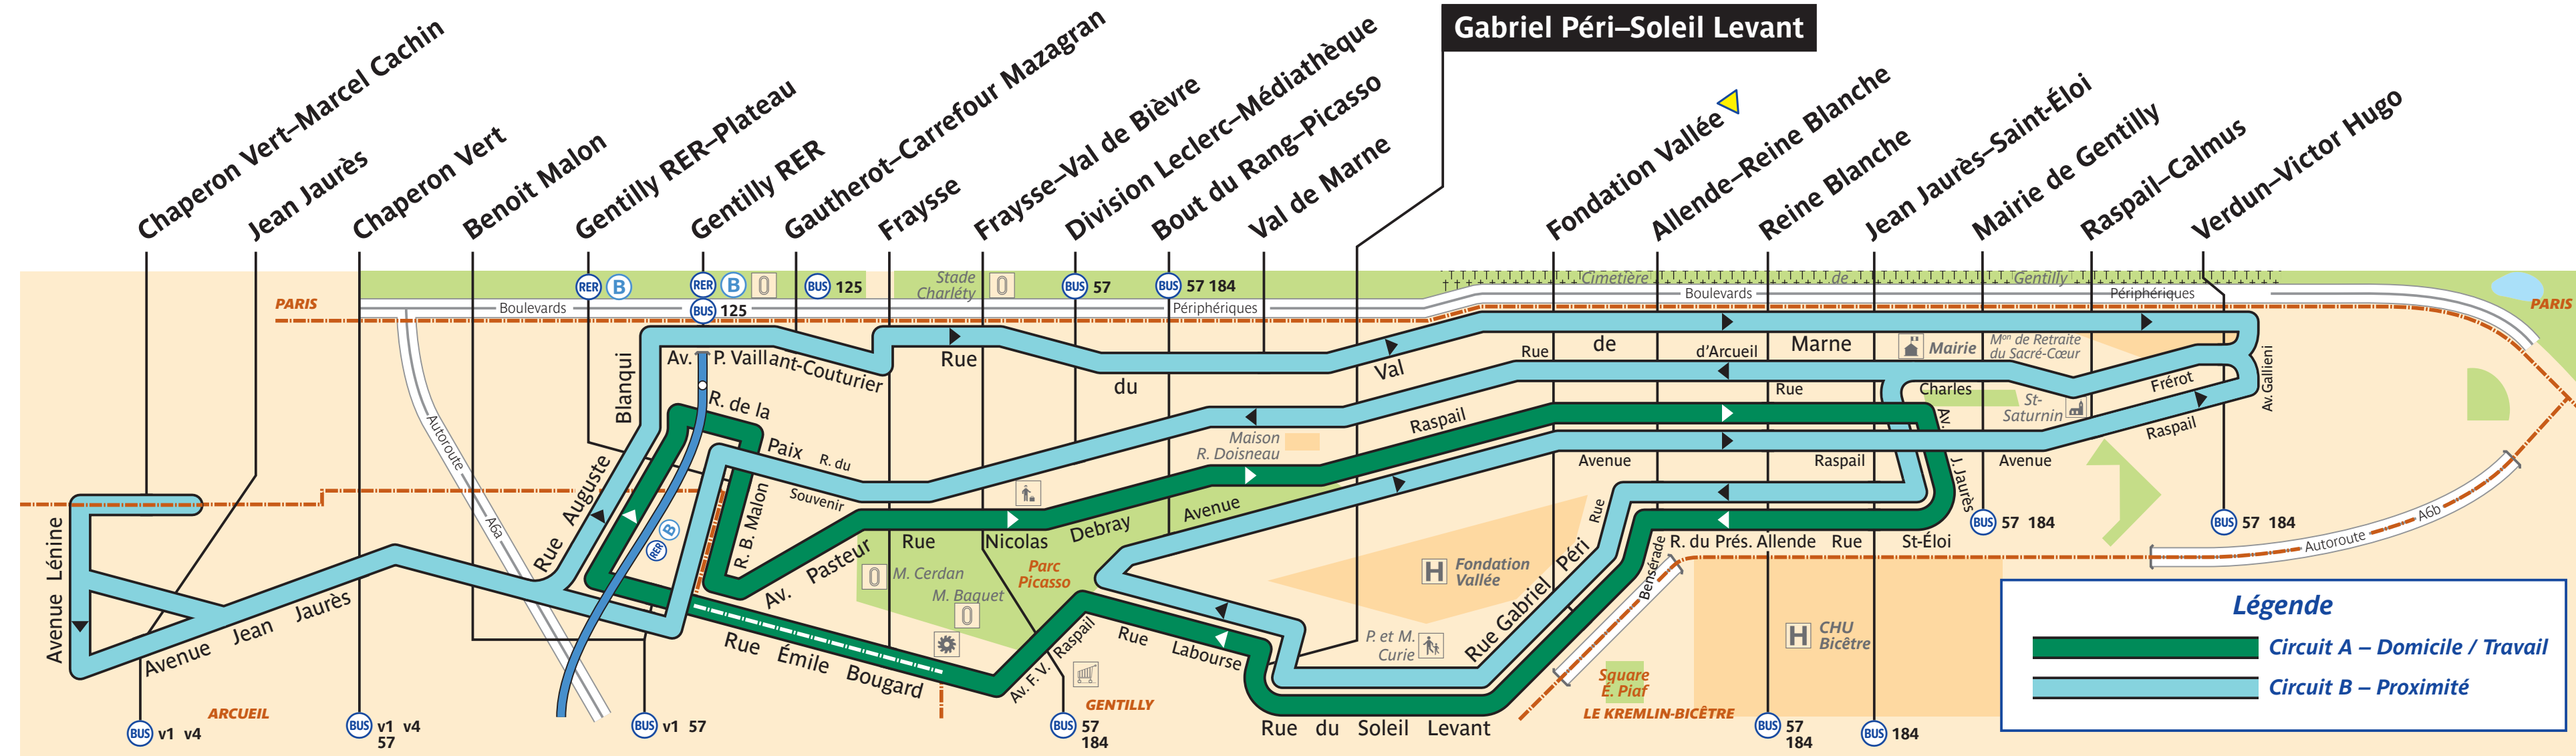 Gabriel Péri–Soleil Levant
Chaperon Vert–Marcel Cachin
Jean Jaurès
Chaperon Vert
Benoit Malon
Gentilly RER–Plateau
Gentilly RER
Gautherot–Carrefour Mazagran
Fraysse
Fraysse–Val de Bièvre
Division Leclerc–Médiathèque
Bout du Rang–Picasso
Val de Marne
Fondation Vallée
Allende–Reine Blanche
Reine Blanche
Jean Jaurès–Saint-Éloi
Mairie de Gentilly
Raspail–Calmus
Verdun–Victor Hugo
RER B
RER B
BUS 125
BUS 125
Stade
Charléty
BUS 57
BUS 57 184
Cimetière de Gentilly
PARIS
Boulevards
Périphériques
Boulevards
Périphériques
PARIS
Av. P. Vaillant-Couturier
Rue du Val de Marne
Rue d'Arcueil
Mairie
Mon de Retraite
du Sacré-Cœur
Av. Gallieni
Rue Charles Frérot
St-
Saturnin
Rue Auguste Blanqui
R. de la Paix
R. du Souvenir
R. B. Malon
RER B
Autoroute A6a
Maison
R. Doisneau
Av. Pasteur
Rue Nicolas Debray
Avenue Raspail
Avenue Raspail
Avenue Raspail
Av. J. Jaurès
BUS 57 184
BUS 57 184
Autoroute A6b
Avenue Lénine
Avenue Jean Jaurès
M. Cerdan
M. Baquet
Parc
Picasso
H Fondation
Vallée
Rue Gabriel Péri
Rue Bensérade
R. du Prés. Allende
Rue St-Éloi
Rue Émile Bougard
Av. F. V. Raspail
Rue Labourse
P. et M.
Curie
Rue du Soleil Levant
H CHU
Bicêtre
Square
É. Piaf
ARCUEIL
GENTILLY
LE KREMLIN-BICÊTRE
BUS v1 v4
BUS v1 v4
57
BUS v1 57
BUS 57
184
BUS 57
184
BUS 184
Légende
Circuit A – Domicile / Travail
Circuit B – Proximité